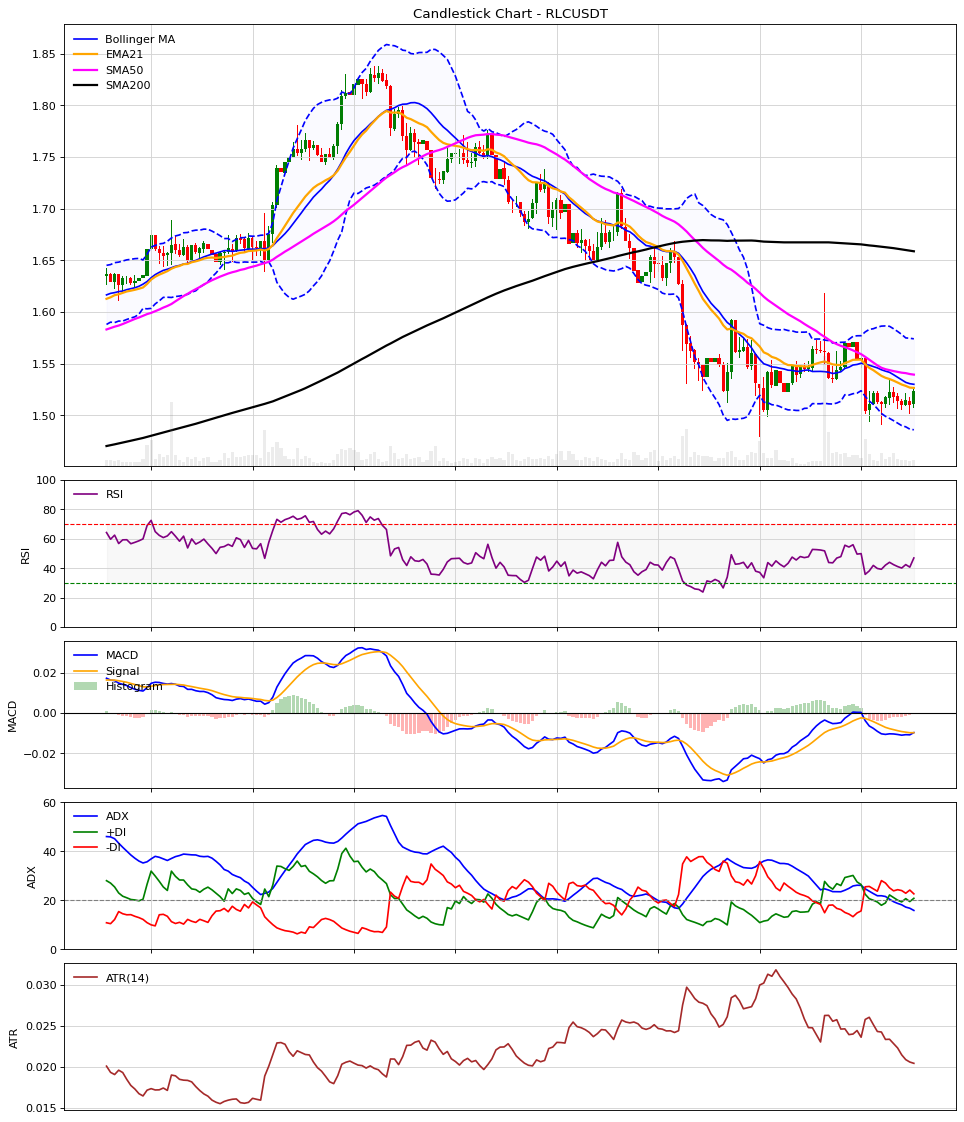 Candlestick Chart - RLCUSDT
Bollinger MA
EMA21
SMA50
SMA200
1.85
1.80
1.75
1.70
1.65
1.60
1.55
1.50
RSI
100
80
60
40
20
0
RSI
MACD
Signal
Histogram
0.02
0.00
−0.02
MACD
ADX
+DI
-DI
60
40
20
0
ADX
ATR(14)
0.030
0.025
0.020
0.015
ATR